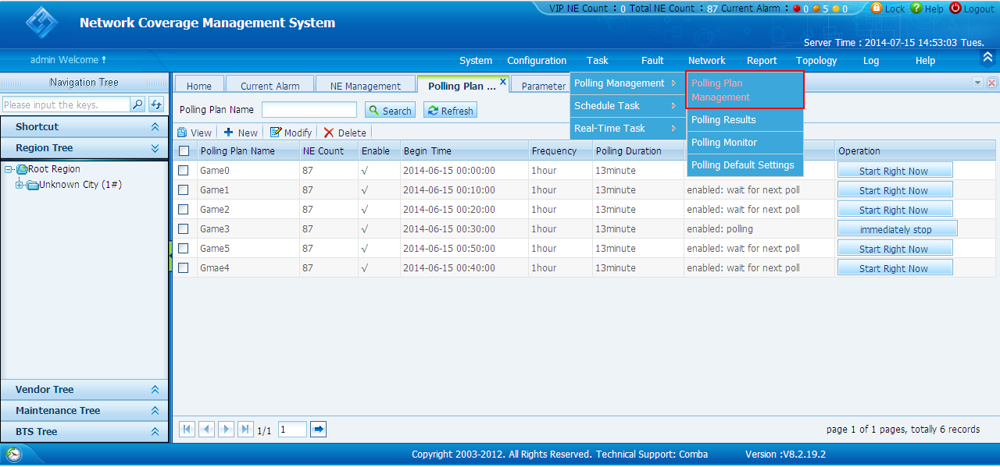 VIP NE Count : 0 Total NE Count : 87 Current Alarm : 0 5 0 Lock Help Logout
Network Coverage Management System
Server Time : 2014-07-15 14:53:03 Tues.
admin Welcome !
System Configuration Task Fault Network Report Topology Log Help
Navigation Tree
Home Current Alarm NE Management Polling Plan ... X Parameter
Polling Management
Schedule Task
Real-Time Task
Polling Plan
Management
Polling Results
Polling Monitor
Polling Default Settings
Please input the keys.
Shortcut
Region Tree
Root Region
Unknown City (1#)
Vendor Tree
Maintenance Tree
BTS Tree
Polling Plan Name Search Refresh
View New Modify Delete
Polling Plan Name NE Count Enable Begin Time Frequency Polling Duration Operation
Game0 87 √ 2014-06-15 00:00:00 1hour 13minute Start Right Now
Game1 87 √ 2014-06-15 00:10:00 1hour 13minute enabled: wait for next poll Start Right Now
Game2 87 √ 2014-06-15 00:20:00 1hour 13minute enabled: wait for next poll Start Right Now
Game3 87 √ 2014-06-15 00:30:00 1hour 13minute enabled: polling immediately stop
Game5 87 √ 2014-06-15 00:50:00 1hour 13minute enabled: wait for next poll Start Right Now
Gmae4 87 √ 2014-06-15 00:40:00 1hour 13minute enabled: wait for next poll Start Right Now
1/1 1
page 1 of 1 pages, totally 6 records
Copyright 2003-2012. All Rights Reserved. Technical Support: Comba Version :V8.2.19.2